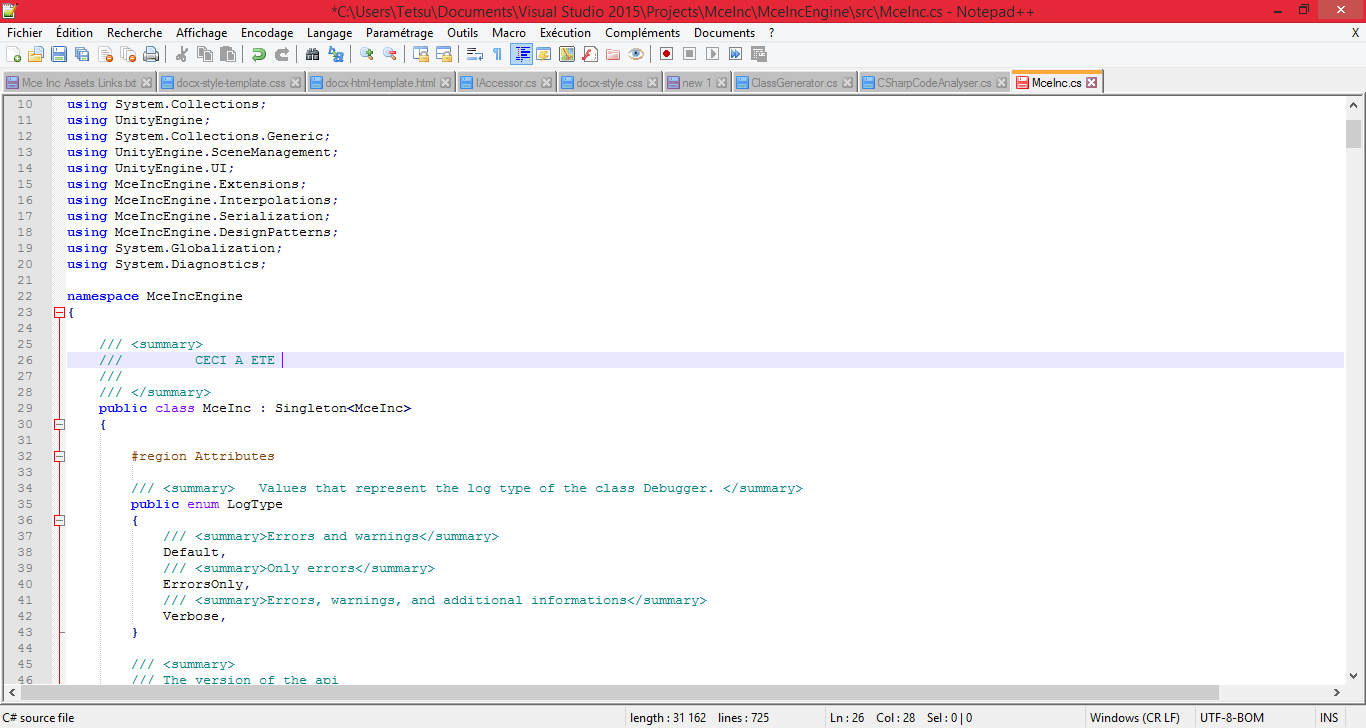 *C:\Users\Tetsu\Documents\Visual Studio 2015\Projects\MceInc\MceIncEngine\src\MceInc.cs - Notepad++
Fichier Édition Recherche Affichage Encodage Langage Paramétrage Outils Macro Exécution Compléments Documents ? X
Mce Inc Assets Links.txt docx-style-template.css docx-html-template.html IAccessor.cs docx-style.css new 1 ClassGenerator.cs CSharpCodeAnalyser.cs MceInc.cs
10 using System.Collections;
11 using UnityEngine;
12 using System.Collections.Generic;
13 using UnityEngine.SceneManagement;
14 using UnityEngine.UI;
15 using MceIncEngine.Extensions;
16 using MceIncEngine.Interpolations;
17 using MceIncEngine.Serialization;
18 using MceIncEngine.DesignPatterns;
19 using System.Globalization;
20 using System.Diagnostics;
21
22 namespace MceIncEngine
23 {
24
25 /// <summary>
26 /// CECI A ETE
27 ///
28 /// </summary>
29 public class MceInc : Singleton<MceInc>
30 {
31
32 #region Attributes
33
34 /// <summary> Values that represent the log type of the class Debugger. </summary>
35 public enum LogType
36 {
37 /// <summary>Errors and warnings</summary>
38 Default,
39 /// <summary>Only errors</summary>
40 ErrorsOnly,
41 /// <summary>Errors, warnings, and additional informations</summary>
42 Verbose,
43 }
44
45 /// <summary>
46 /// The version of the api
C# source file length : 31 162 lines : 725 Ln : 26 Col : 28 Sel : 0 | 0 Windows (CR LF) UTF-8-BOM INS